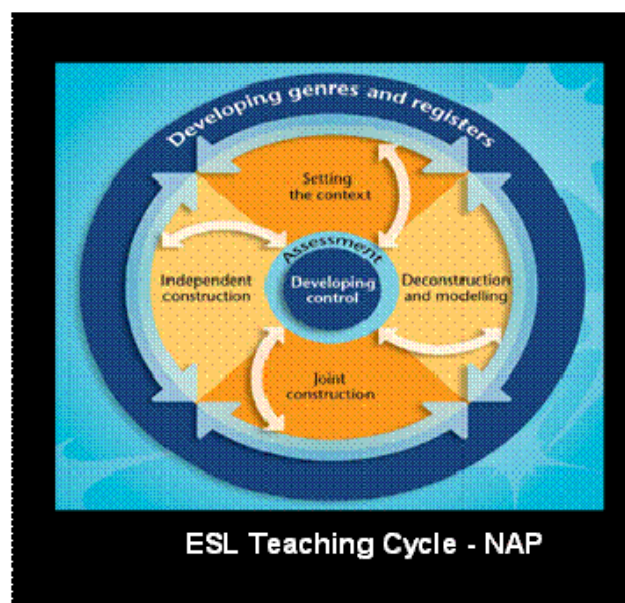 Developing genres and registers
Setting
the context
Assessment
Independent
construction
Developing
control
Deconstruction
and modelling
Joint
construction
ESL Teaching Cycle - NAP